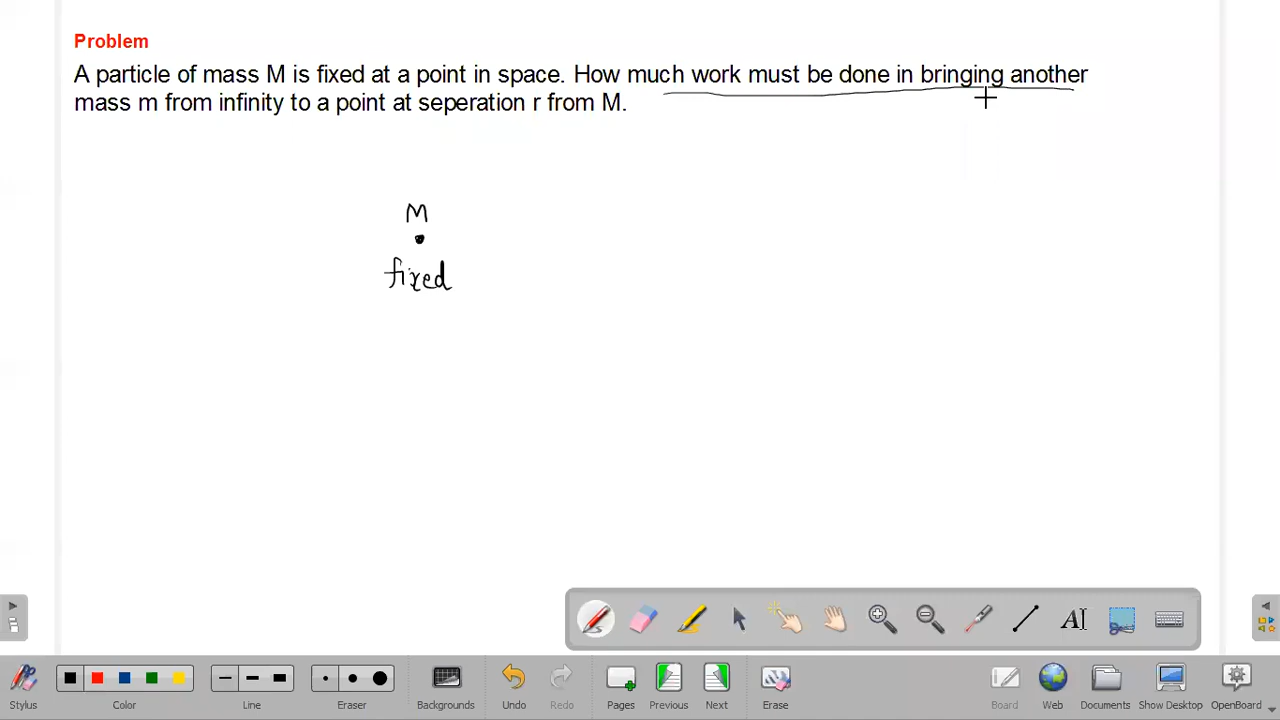 Problem
A particle of mass M is fixed at a point in space. How much work must be done in bringing another
mass m from infinity to a point at seperation r from M.
M
fixed
AI
Stylus
Color
Line
Eraser
Backgrounds
Undo
Redo
Pages
Previous
Next
Erase
Board
Web
Documents
Show Desktop
OpenBoard